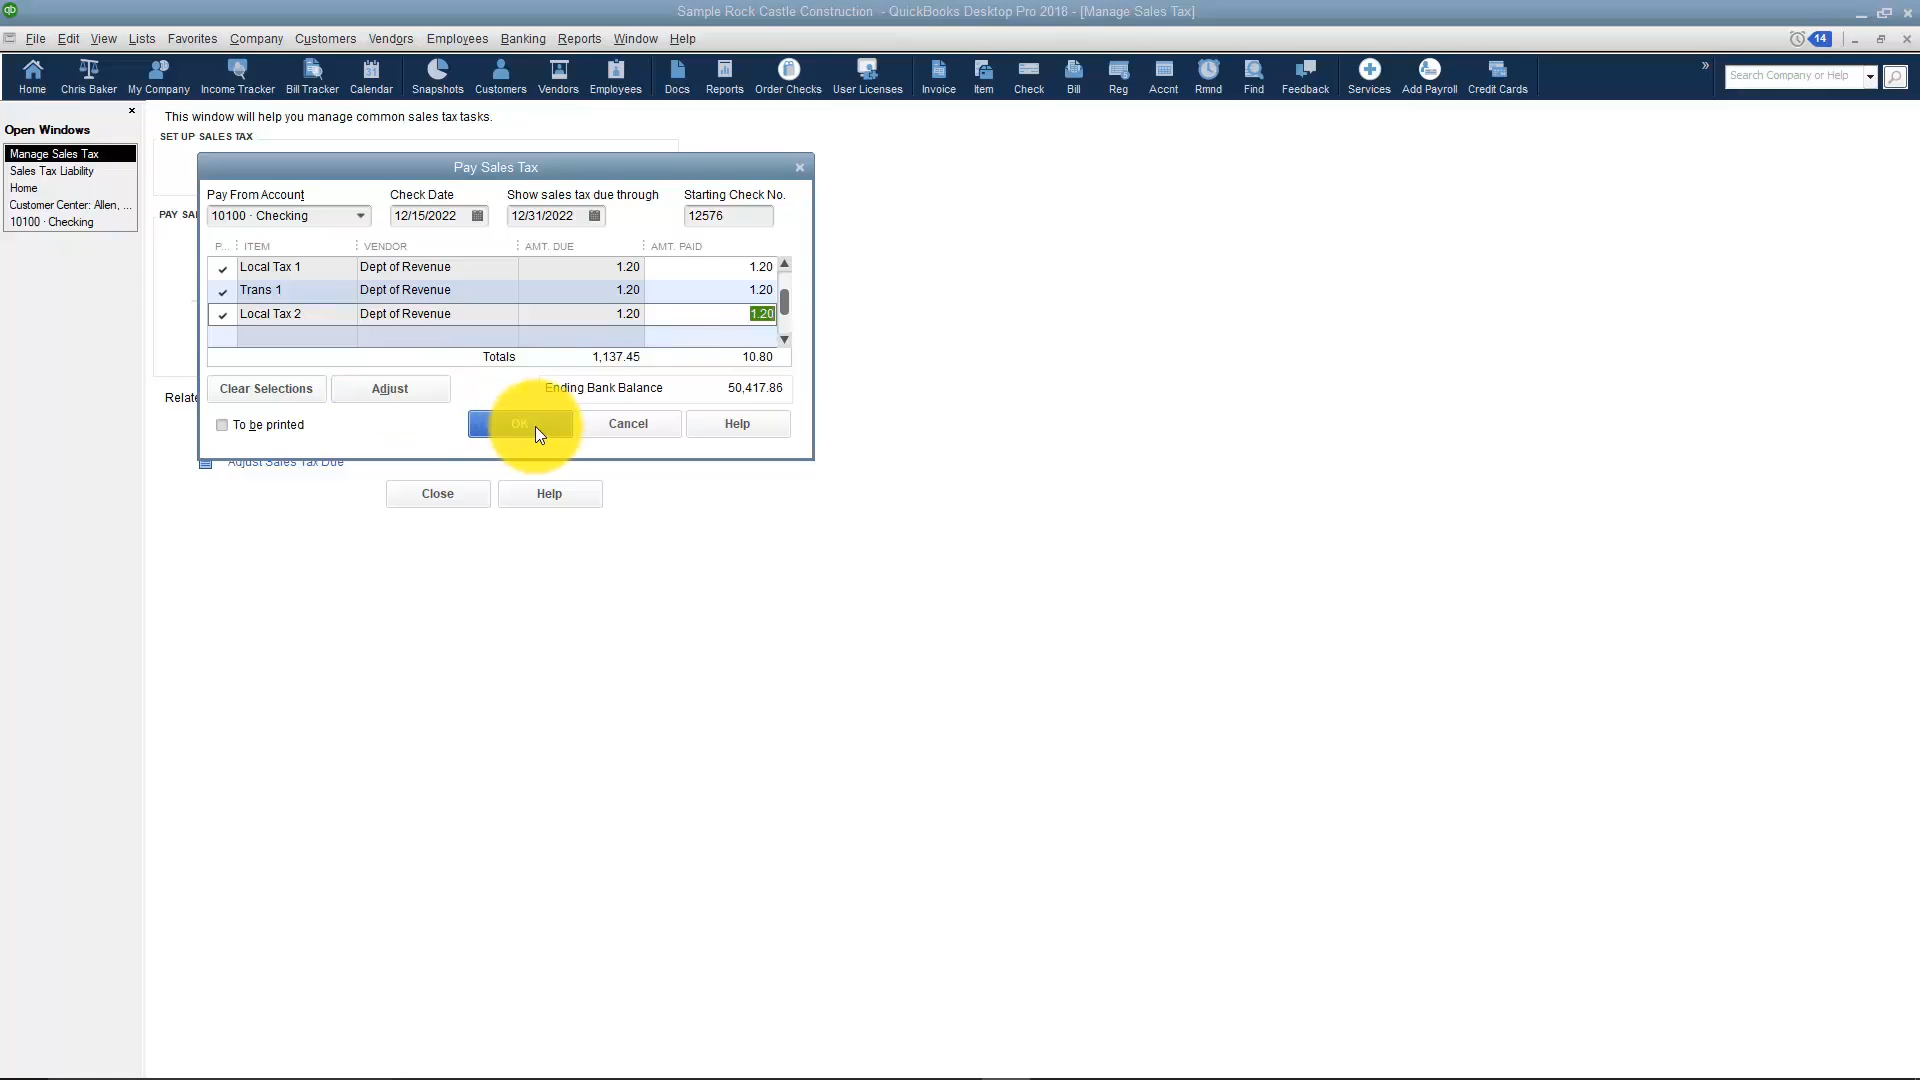 Sample Rock Castle Construction - QuickBooks Desktop Pro 2018 - [Manage Sales Tax]
File Edit View Lists Favorites Company Customers Vendors Employees Banking Reports Window Help 14
Home Chris Baker My Company Income Tracker Bill Tracker Calendar Snapshots Customers Vendors Employees Docs Reports Order Checks User Licenses Invoice Item Check Bill Reg Accnt Rmnd Find Feedback Services Add Payroll Credit Cards » Search Company or Help
Open Windows
Manage Sales Tax
Sales Tax Liability
Home
Customer Center: Allen, ...
10100 · Checking
This window will help you manage common sales tax tasks.
SET UP SALES TAX
Pay Sales Tax
Pay From Account Check Date Show sales tax due through Starting Check No.
10100 · Checking 12/15/2022 12/31/2022 12576
PAY SA
P... ITEM VENDOR AMT. DUE AMT. PAID
Local Tax 1 Dept of Revenue 1.20 1.20
Trans 1 Dept of Revenue 1.20 1.20
Local Tax 2 Dept of Revenue 1.20 1.20
Totals 1,137.45 10.80
Clear Selections Adjust Ending Bank Balance 50,417.86
Relate
To be printed OK Cancel Help
Adjust Sales Tax Due
Close Help